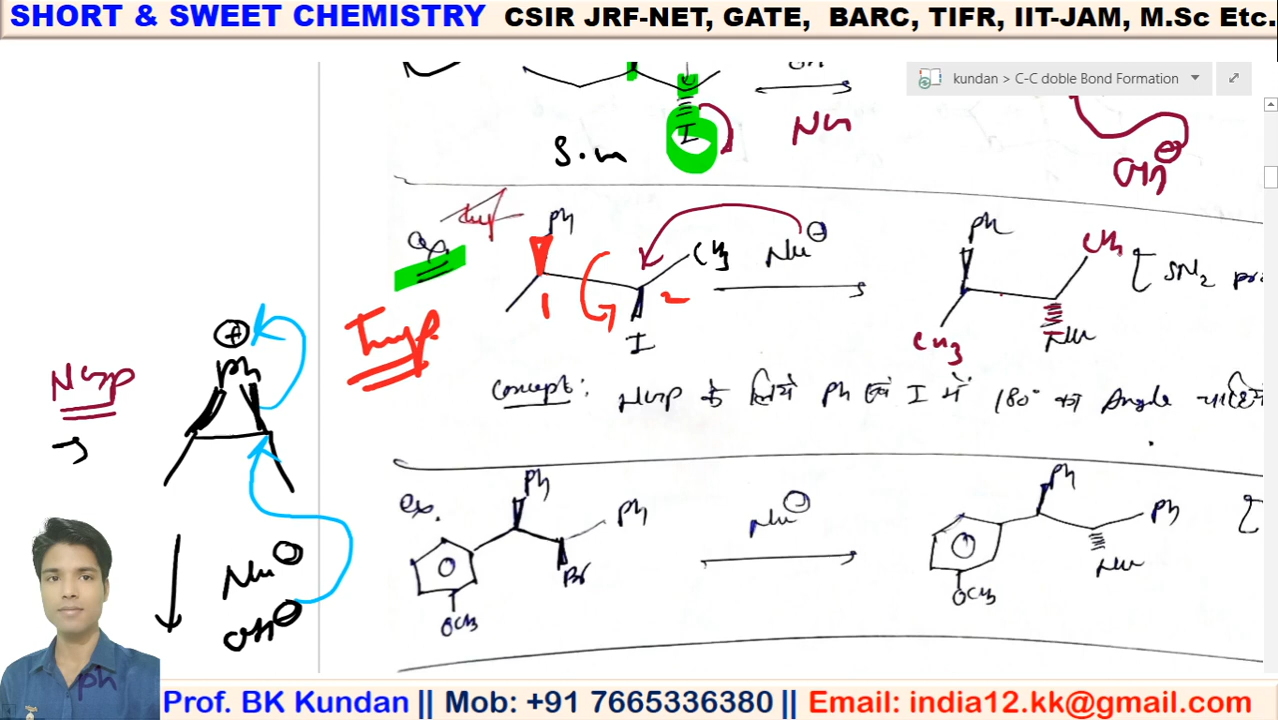 SHORT & SWEET CHEMISTRY CSIR JRF-NET, GATE, BARC, TIFR, IIT-JAM, M.Sc Etc.
kundan > C-C doble Bond Formation
I
S.m
OH⊖
Ph
CH3
Nu⊖
1
2
I
Ph
CH3
CH3
Nu
SN2
⊕
Ph
NGP
Nu⊖
OH⊖
Concept: NGP के लिये Ph एवं I में 180° का Angle
ex.
Ph
Ph
Br
OCH3
Nu⊖
Ph
Ph
Nu
OCH3
Ph
Prof. BK Kundan || Mob: +91 7665336380 || Email: india12.kk@gmail.com